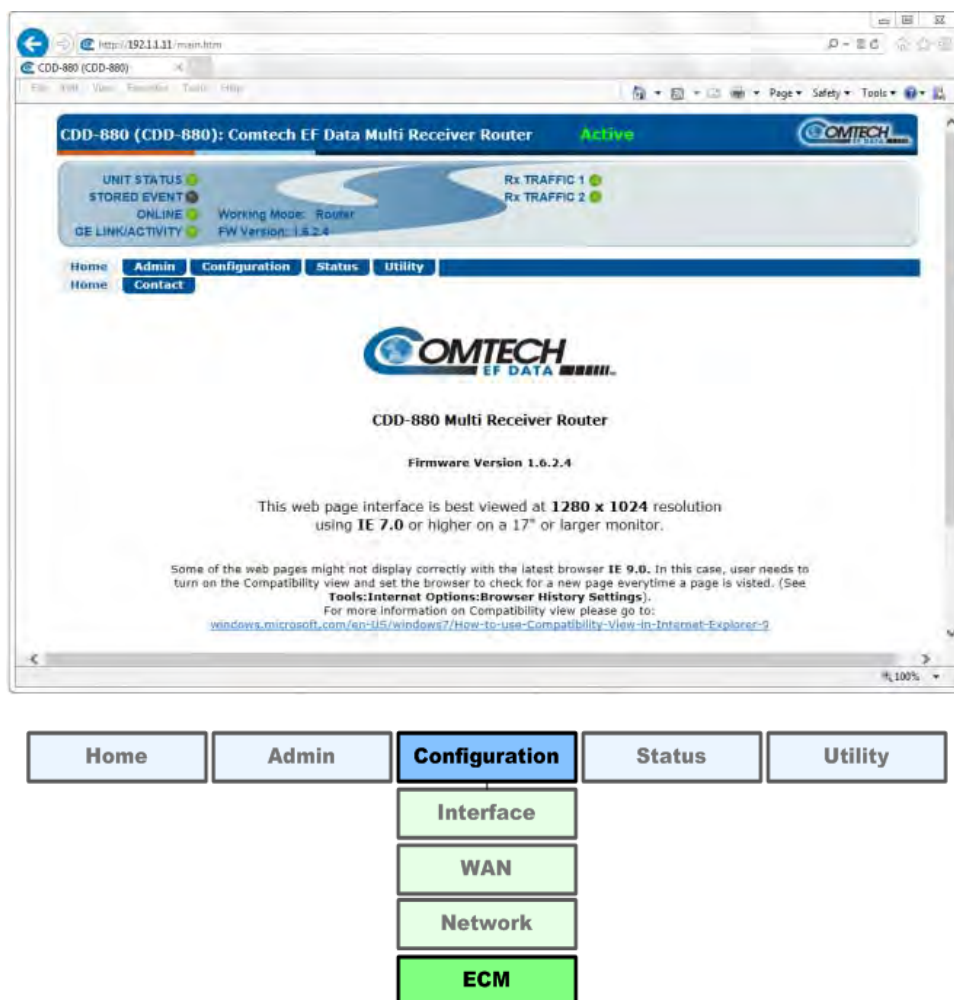 http://192.1.1.11/main.htm
CDD-880 (CDD-880)
File Edit View Favorites Tools Help
Page Safety Tools
CDD-880 (CDD-880): Comtech EF Data Multi Receiver Router Active COMTECH
UNIT STATUS Rx TRAFFIC 1
STORED EVENT Rx TRAFFIC 2
ONLINE Working Mode: Router
GE LINK/ACTIVITY FW Version: 1.6.2.4
Home Admin Configuration Status Utility
Home Contact
COMTECH
EF DATA
CDD-880 Multi Receiver Router
Firmware Version 1.6.2.4
This web page interface is best viewed at 1280 x 1024 resolution
using IE 7.0 or higher on a 17" or larger monitor.
Some of the web pages might not display correctly with the latest browser IE 9.0. In this case, user needs to
turn on the Compatibility view and set the browser to check for a new page everytime a page is visted. (See
Tools:Internet Options:Browser History Settings).
For more information on Compatibility view please go to:
windows.microsoft.com/en-US/windows7/How-to-use-Compatibility-View-in-Internet-Explorer-9
100%
Home Admin Configuration Status Utility
Interface
WAN
Network
ECM